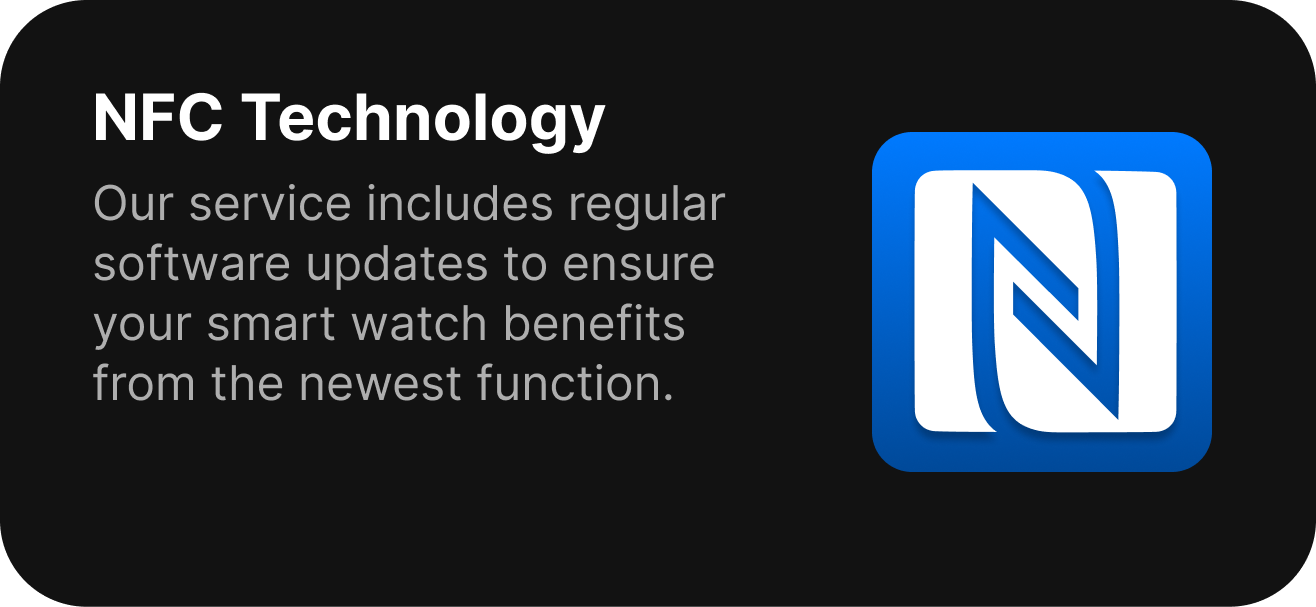 NFC Technology
Our service includes regular
software updates to ensure
your smart watch benefits
from the newest function.